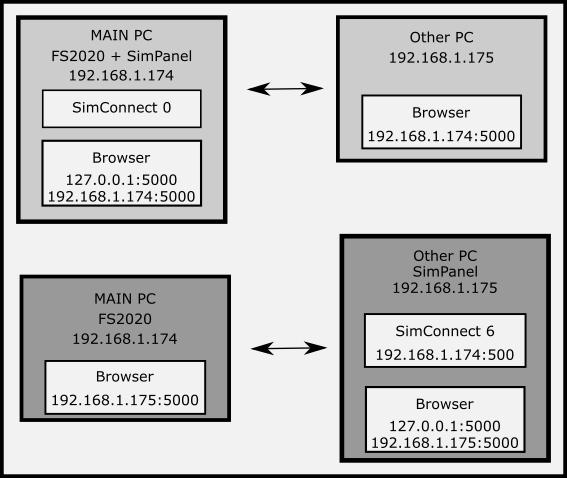 MAIN PC
FS2020 + SimPanel
192.168.1.174
SimConnect 0
Browser
127.0.0.1:5000
192.168.1.174:5000
Other PC
192.168.1.175
Browser
192.168.1.174:5000
MAIN PC
FS2020
192.168.1.174
Browser
192.168.1.175:5000
Other PC
SimPanel
192.168.1.175
SimConnect 6
192.168.1.174:500
Browser
127.0.0.1:5000
192.168.1.175:5000